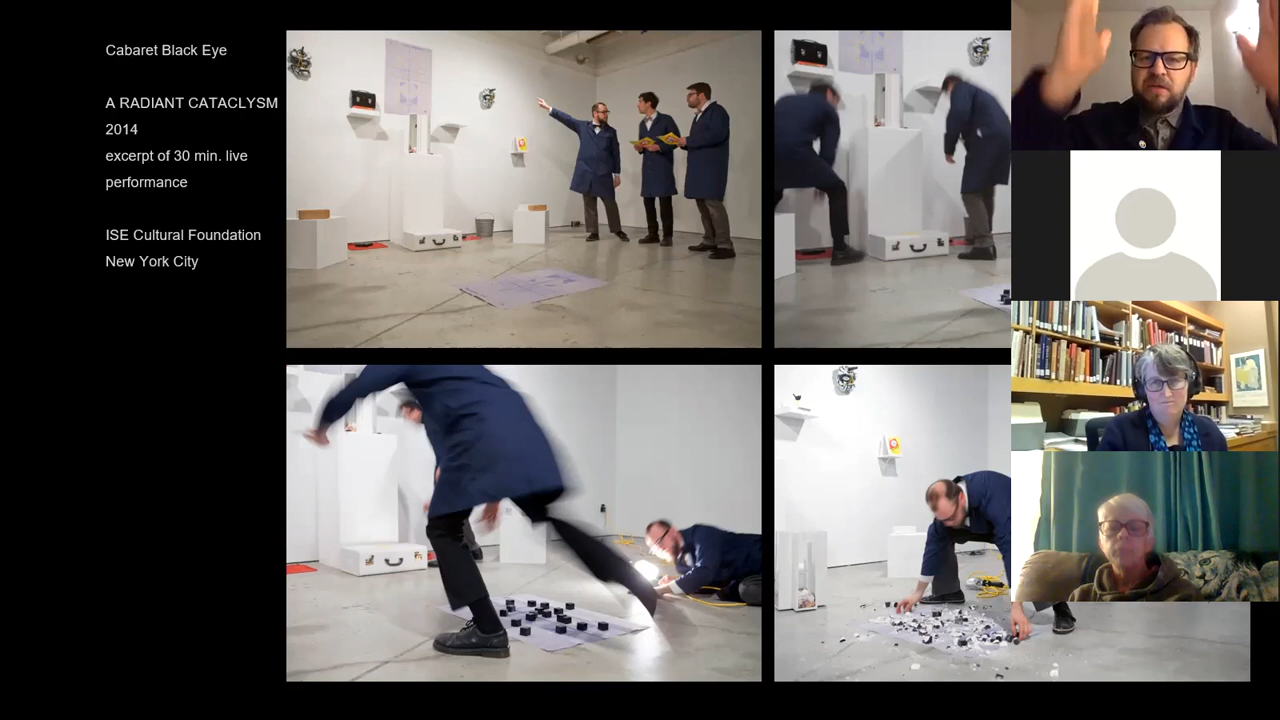 Cabaret Black Eye
A RADIANT CATACLYSM
2014
excerpt of 30 min. live
performance
ISE Cultural Foundation
New York City